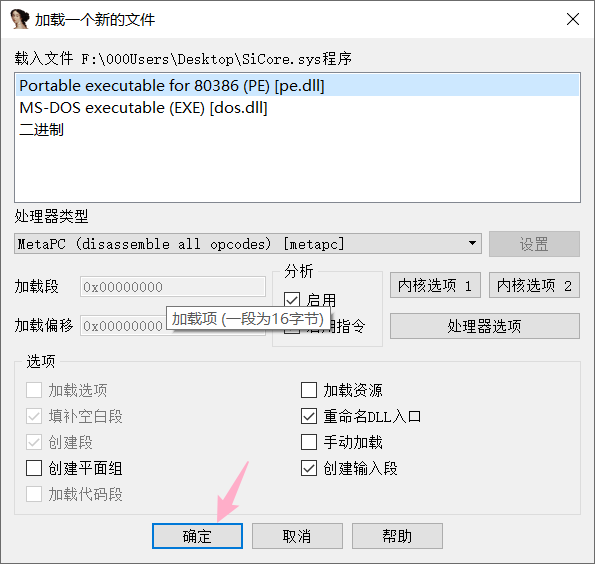 加载一个新的文件
载入文件 F:\000Users\Desktop\SiCore.sys程序
Portable executable for 80386 (PE) [pe.dll]
MS-DOS executable (EXE) [dos.dll]
二进制
处理器类型
MetaPC (disassemble all opcodes) [metapc]
设置
加载段 0x00000000
分析
启用
内核选项 1
内核选项 2
加载偏移 0x00000000
加载项 (一段为16字节)
用指令
处理器选项
选项
加载选项
加载资源
填补空白段
重命名DLL入口
创建段
手动加载
创建平面组
创建输入段
加载代码段
确定
取消
帮助